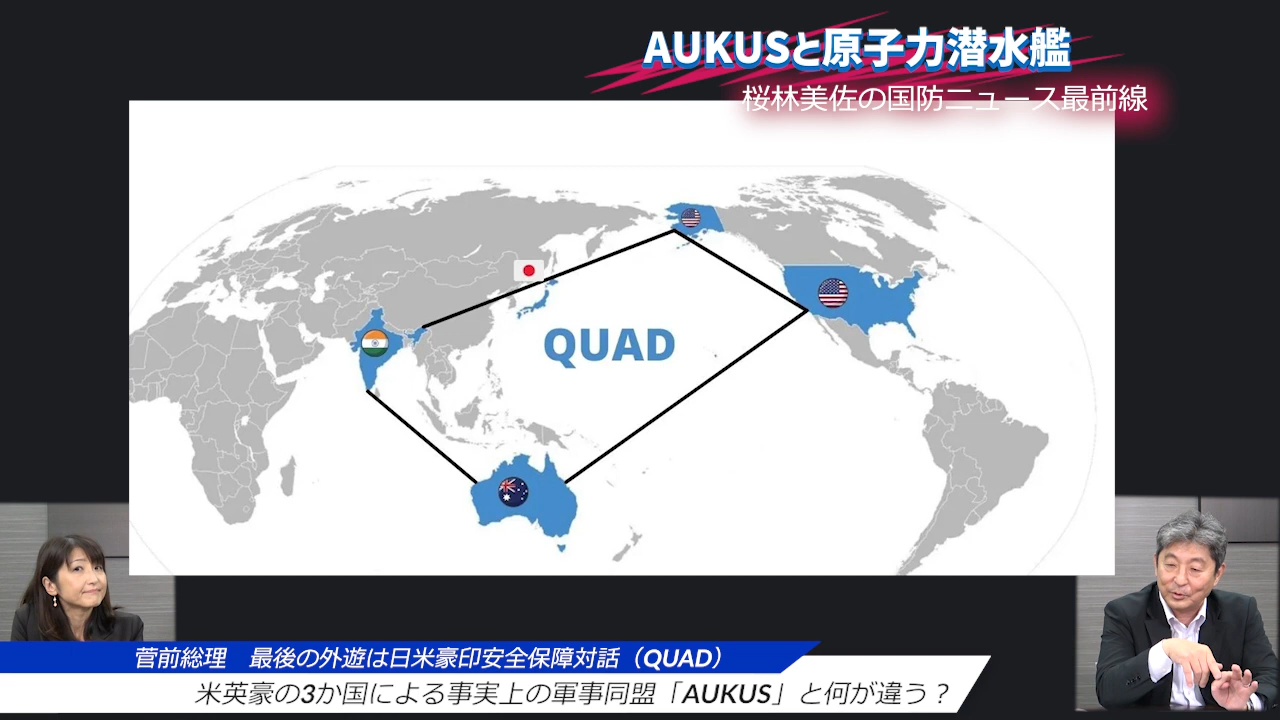 AUKUSと原子力潜水艦
桜林美佐の国防ニュース最前線
QUAD
菅前総理 最後の外遊は日米豪印安全保障対話（QUAD）
米英豪の3か国による事実上の軍事同盟「AUKUS」と何が違う？